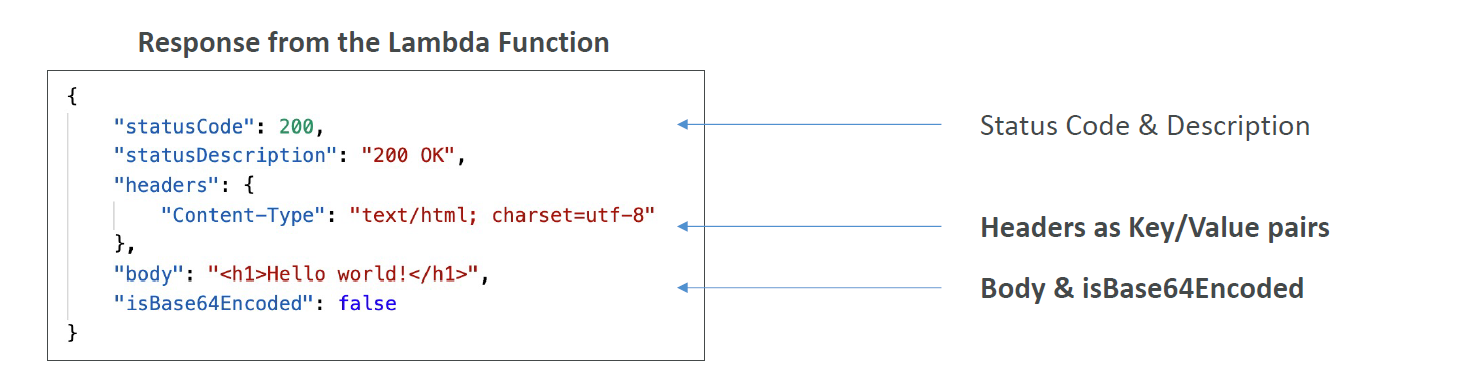 Response from the Lambda Function
{
"statusCode": 200,
Status Code & Description
"statusDescription": "200 OK",
"headers": {
"Content-Type": "text/html; charset=utf-8"
Headers as Key/Value pairs
},
"body": "<h1>Hello world!</h1>",
Body & isBase64Encoded
"isBase64Encoded": false
}